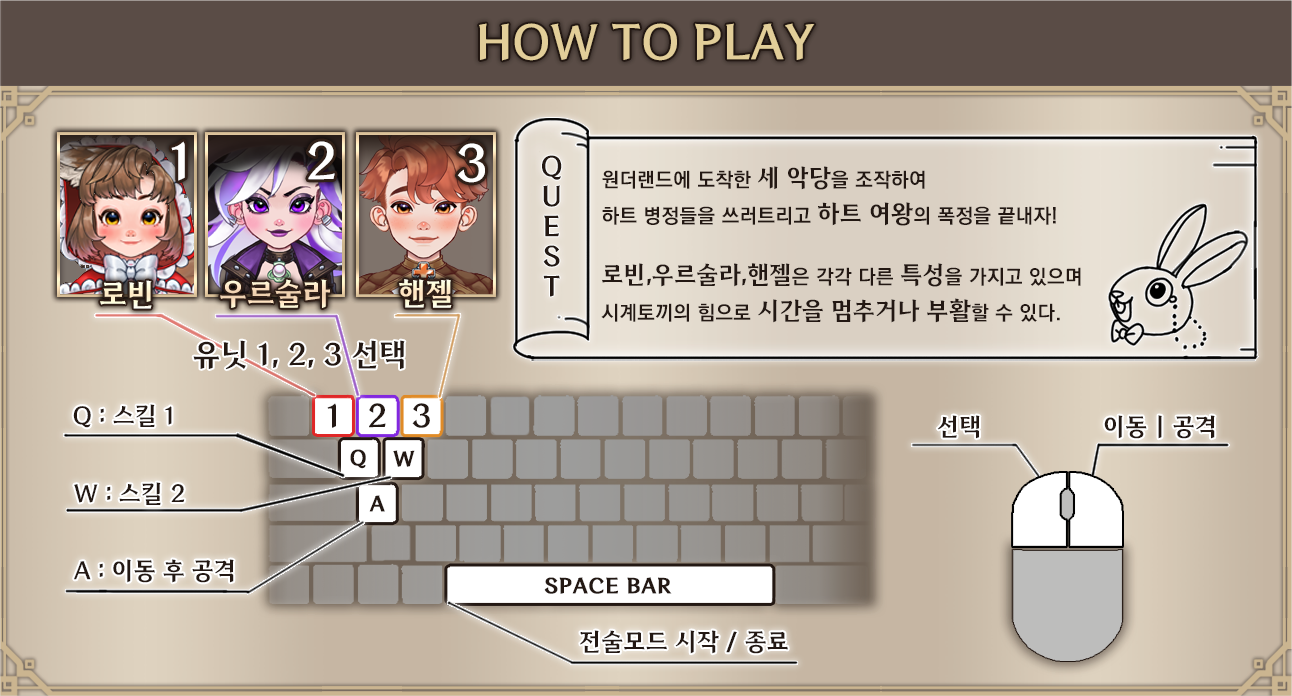 HOW TO PLAY
1
2
3
로빈
우르술라
핸젤
QUEST
원더랜드에 도착한 세 악당을 조작하여
하트 병정들을 쓰러트리고 하트 여왕의 폭정을 끝내자!
로빈,우르술라,핸젤은 각각 다른 특성을 가지고 있으며
시계토끼의 힘으로 시간을 멈추거나 부활할 수 있다.
유닛 1, 2, 3 선택
1 2 3
Q : 스킬 1
Q W
W : 스킬 2
A
A : 이동 후 공격
SPACE BAR
전술모드 시작 / 종료
선택
이동 | 공격